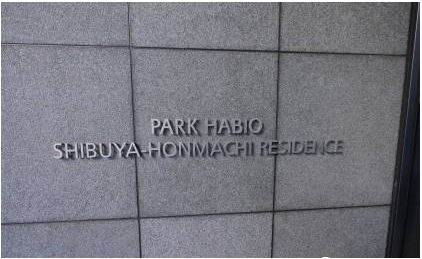 PARK HABIO
SHIBUYA-HONMACHI RESIDENCE